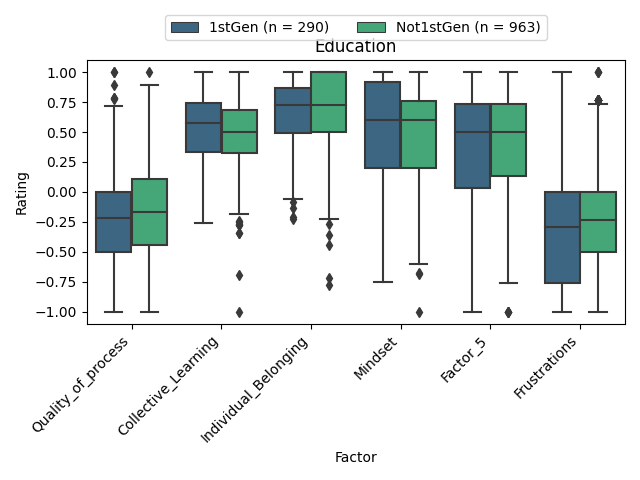 1stGen (n = 290) Not1stGen (n = 963)
Education
1.00
0.75
0.50
0.25
0.00
−0.25
−0.50
−0.75
−1.00
Rating
Quality_of_process
Collective_Learning
Individual_Belonging
Mindset
Factor_5
Frustrations
Factor